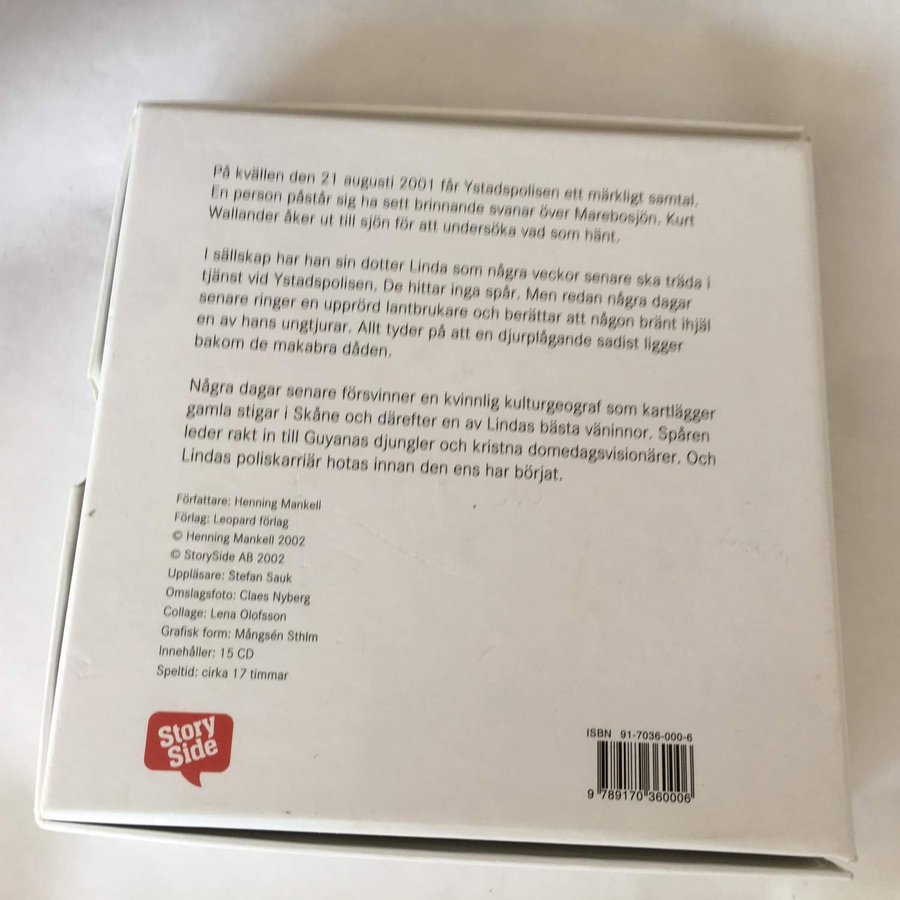 På kvällen den 21 augusti 2001 får Ystadspolisen ett märkligt samtal.
En person påstår sig ha sett brinnande svanar över Marebosjön. Kurt
Wallander åker ut till sjön för att undersöka vad som hänt.
I sällskap har han sin dotter Linda som några veckor senare ska träda i
tjänst vid Ystadspolisen. De hittar inga spår. Men redan några dagar
senare ringer en upprörd lantbrukare och berättar att någon bränt ihjäl
en av hans ungtjurar. Allt tyder på att en djurplågande sadist ligger
bakom de makabra dåden.
Några dagar senare försvinner en kvinnlig kulturgeograf som kartlägger
gamla stigar i Skåne och därefter en av Lindas bästa väninnor. Spåren
leder rakt in till Guyanas djungler och kristna domedagsvisionärer. Och
Lindas poliskarriär hotas innan den ens har börjat.
Författare: Henning Mankell
Förlag: Leopard förlag
© Henning Mankell 2002
© StorySide AB 2002
Uppläsare: Stefan Sauk
Omslagsfoto: Claes Nyberg
Collage: Lena Olofsson
Grafisk form: Mångsén Sthlm
Innehåller: 15 CD
Speltid: cirka 17 timmar
Story
Side
ISBN 91-7036-000-6
9 789170 360006